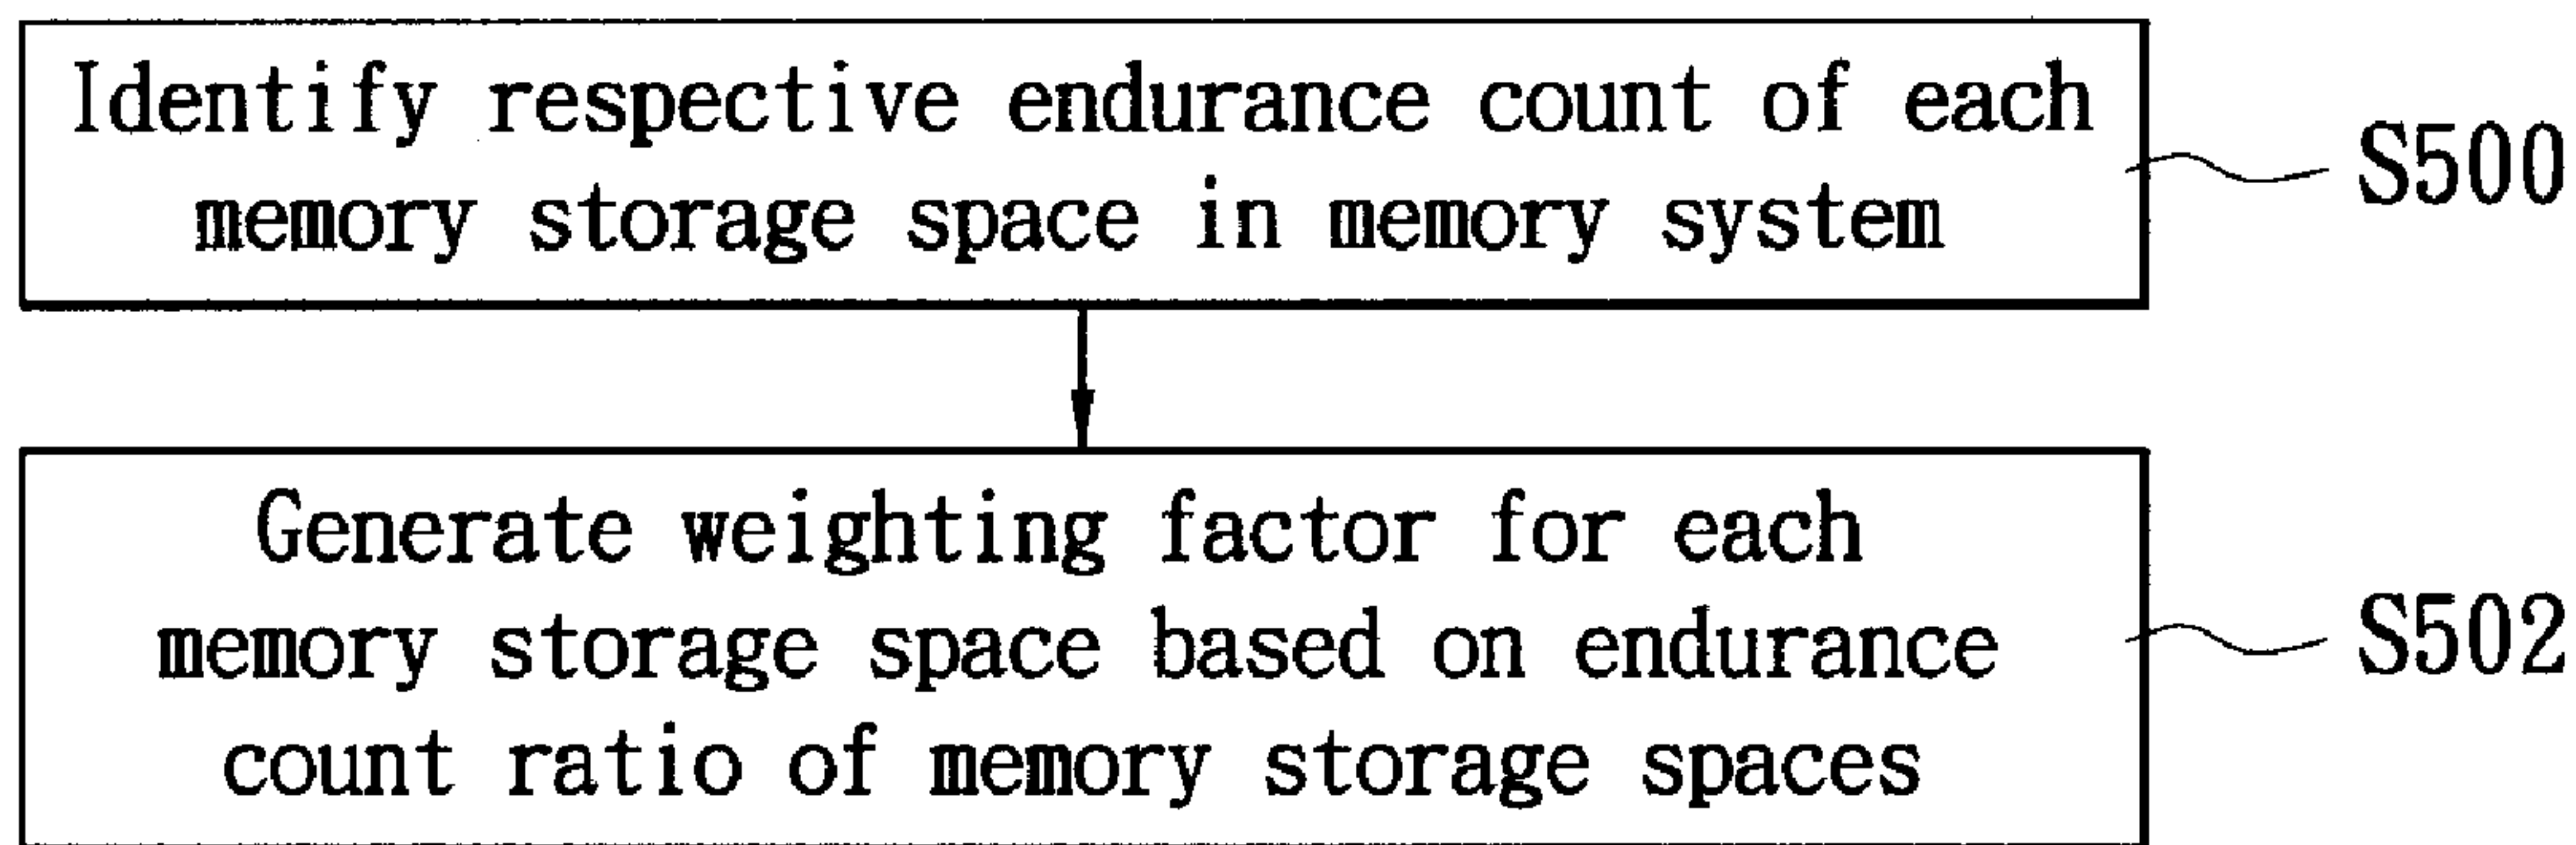 Identify respective endurance count of each
memory storage space in memory system
S500
Generate weighting factor for each
memory storage space based on endurance
count ratio of memory storage spaces
S502